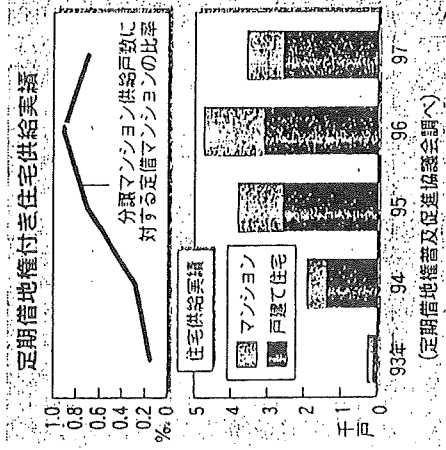 定期借地権付き住宅供給実績
1.0
0.8
0.6
0.4
0.2
%
分譲マンション供給戸数に
対する定借マンションの比率
住宅供給実績
マンション
戸建て住宅
5
4
3
2
1
0
千戸
93年 94 95 96 97
(定期借地権普及促進協議会調べ)